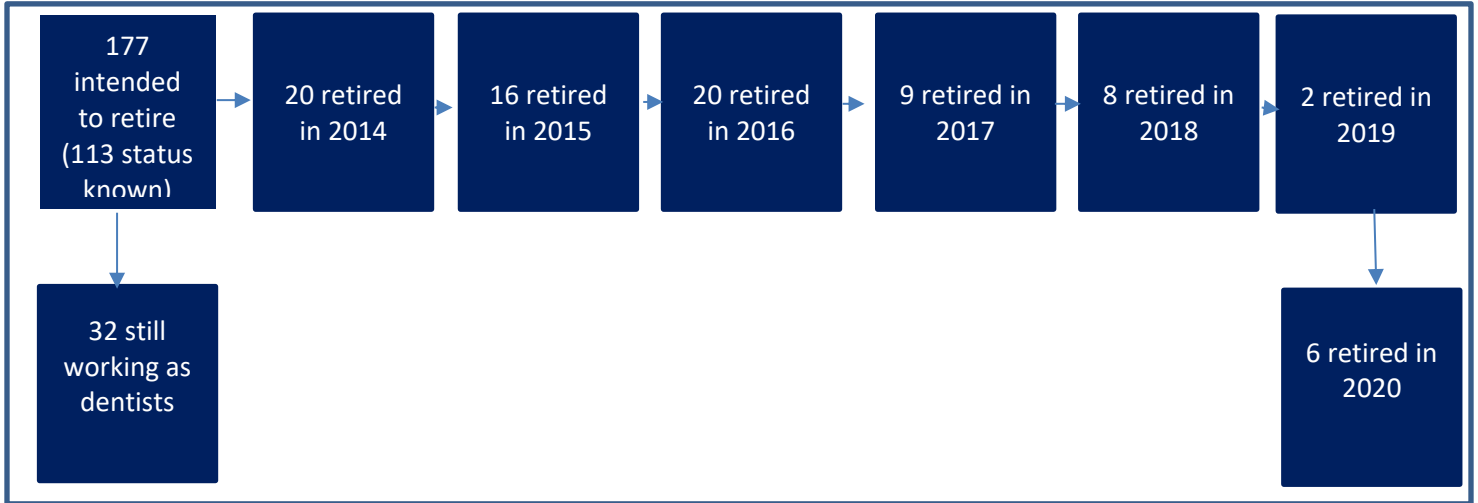 177
intended
to retire
(113 status
known)
20 retired
in 2014
16 retired
in 2015
20 retired
in 2016
9 retired in
2017
8 retired in
2018
2 retired in
2019
32 still
working as
dentists
6 retired in
2020